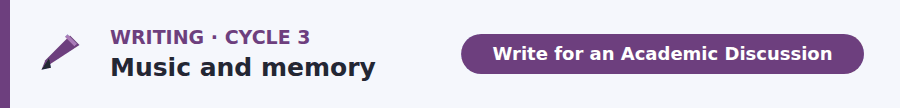 WRITING · CYCLE 3
Music and memory
Write for an Academic Discussion